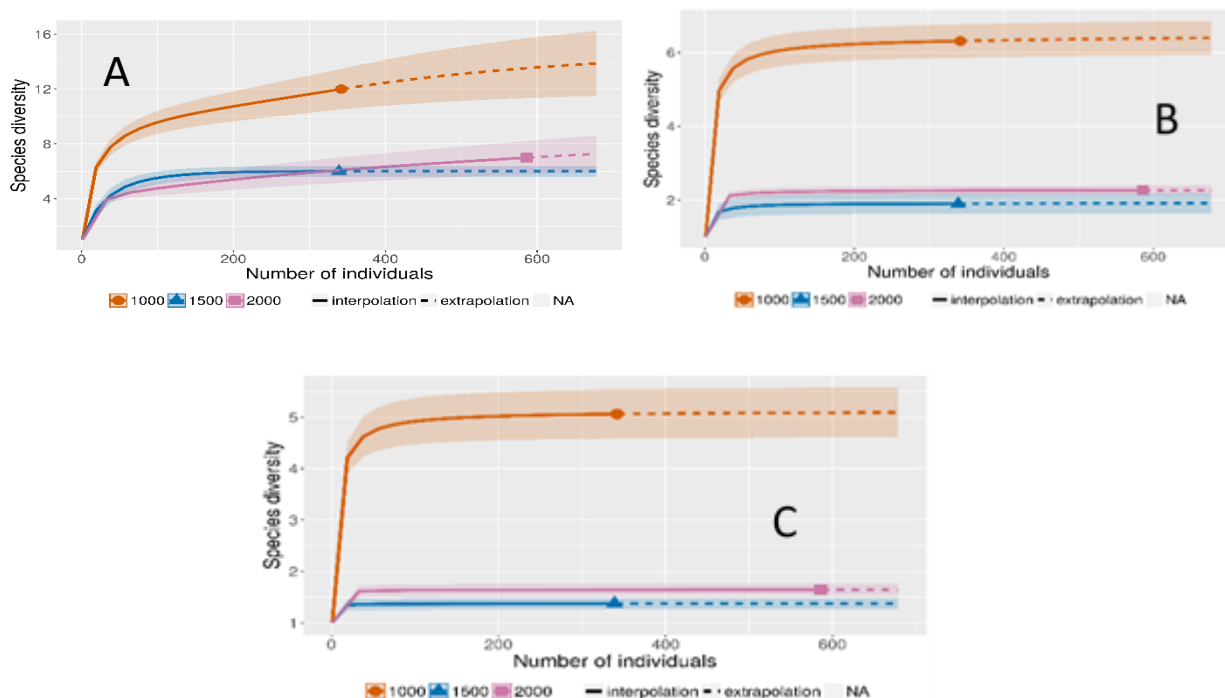 16
12
8
4
0
200
400
600
A
Species diversity
Number of individuals
1000 1500 2000 interpolation extrapolation NA
6
4
2
0
200
400
600
B
Species diversity
Number of individuals
1000 1500 2000 interpolation extrapolation NA
5
4
3
2
1
0
200
400
600
C
Species diversity
Number of individuals
1000 1500 2000 interpolation extrapolation NA